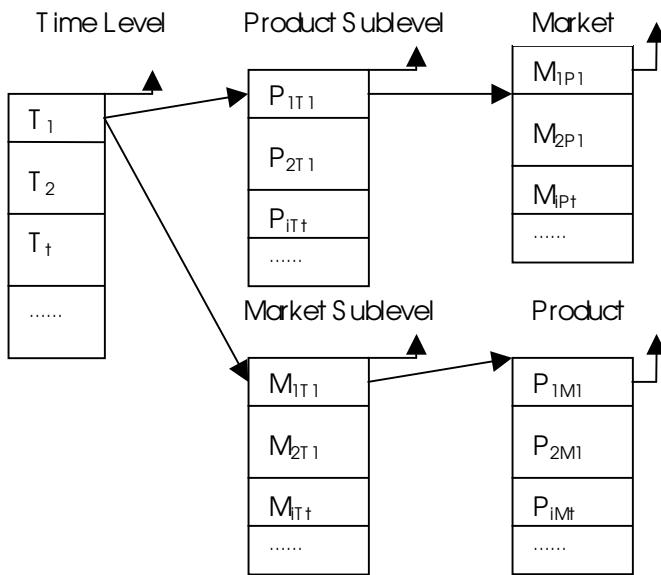 Time Level
Product Sublevel
Market
T1
T2
Tt
......
P1T1
P2T1
PiTt
......
M1P1
M2P1
MiPt
......
Market Sublevel
Product
M1T1
M2T1
MiTt
......
P1M1
P2M1
PiMt
......